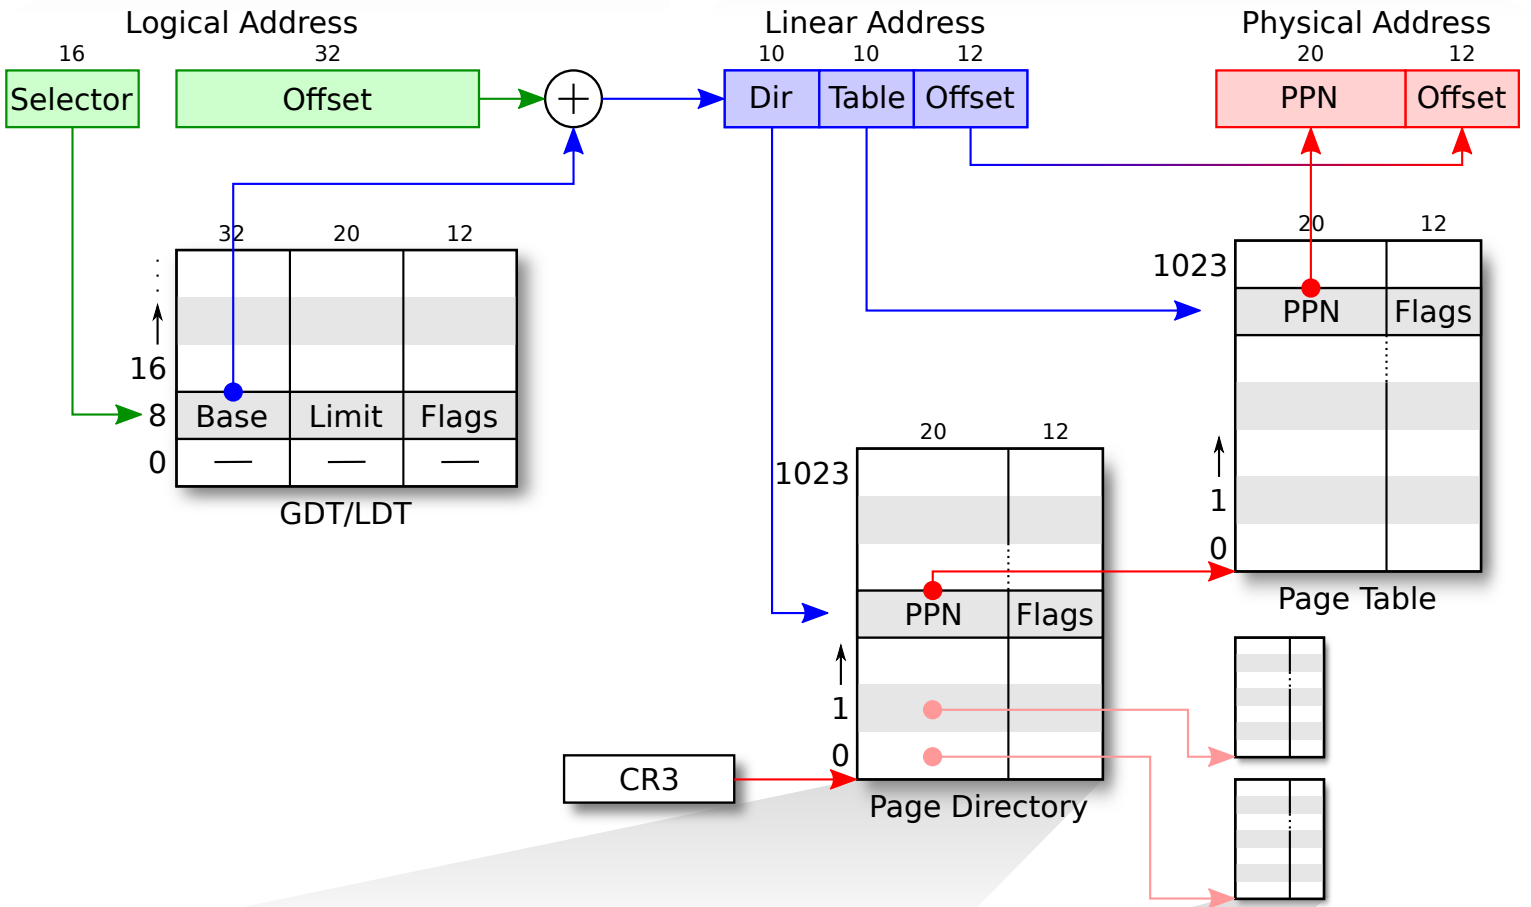 Logical Address
Linear Address
Physical Address
16
32
10
10
12
20
12
Selector
Offset
+
Dir
Table
Offset
PPN
Offset
32
20
12
16
8
Base
Limit
Flags
0
— — —
GDT/LDT
20
12
1023
PPN
Flags
1
0
Page Table
20
12
1023
PPN
Flags
1
0
Page Directory
CR3